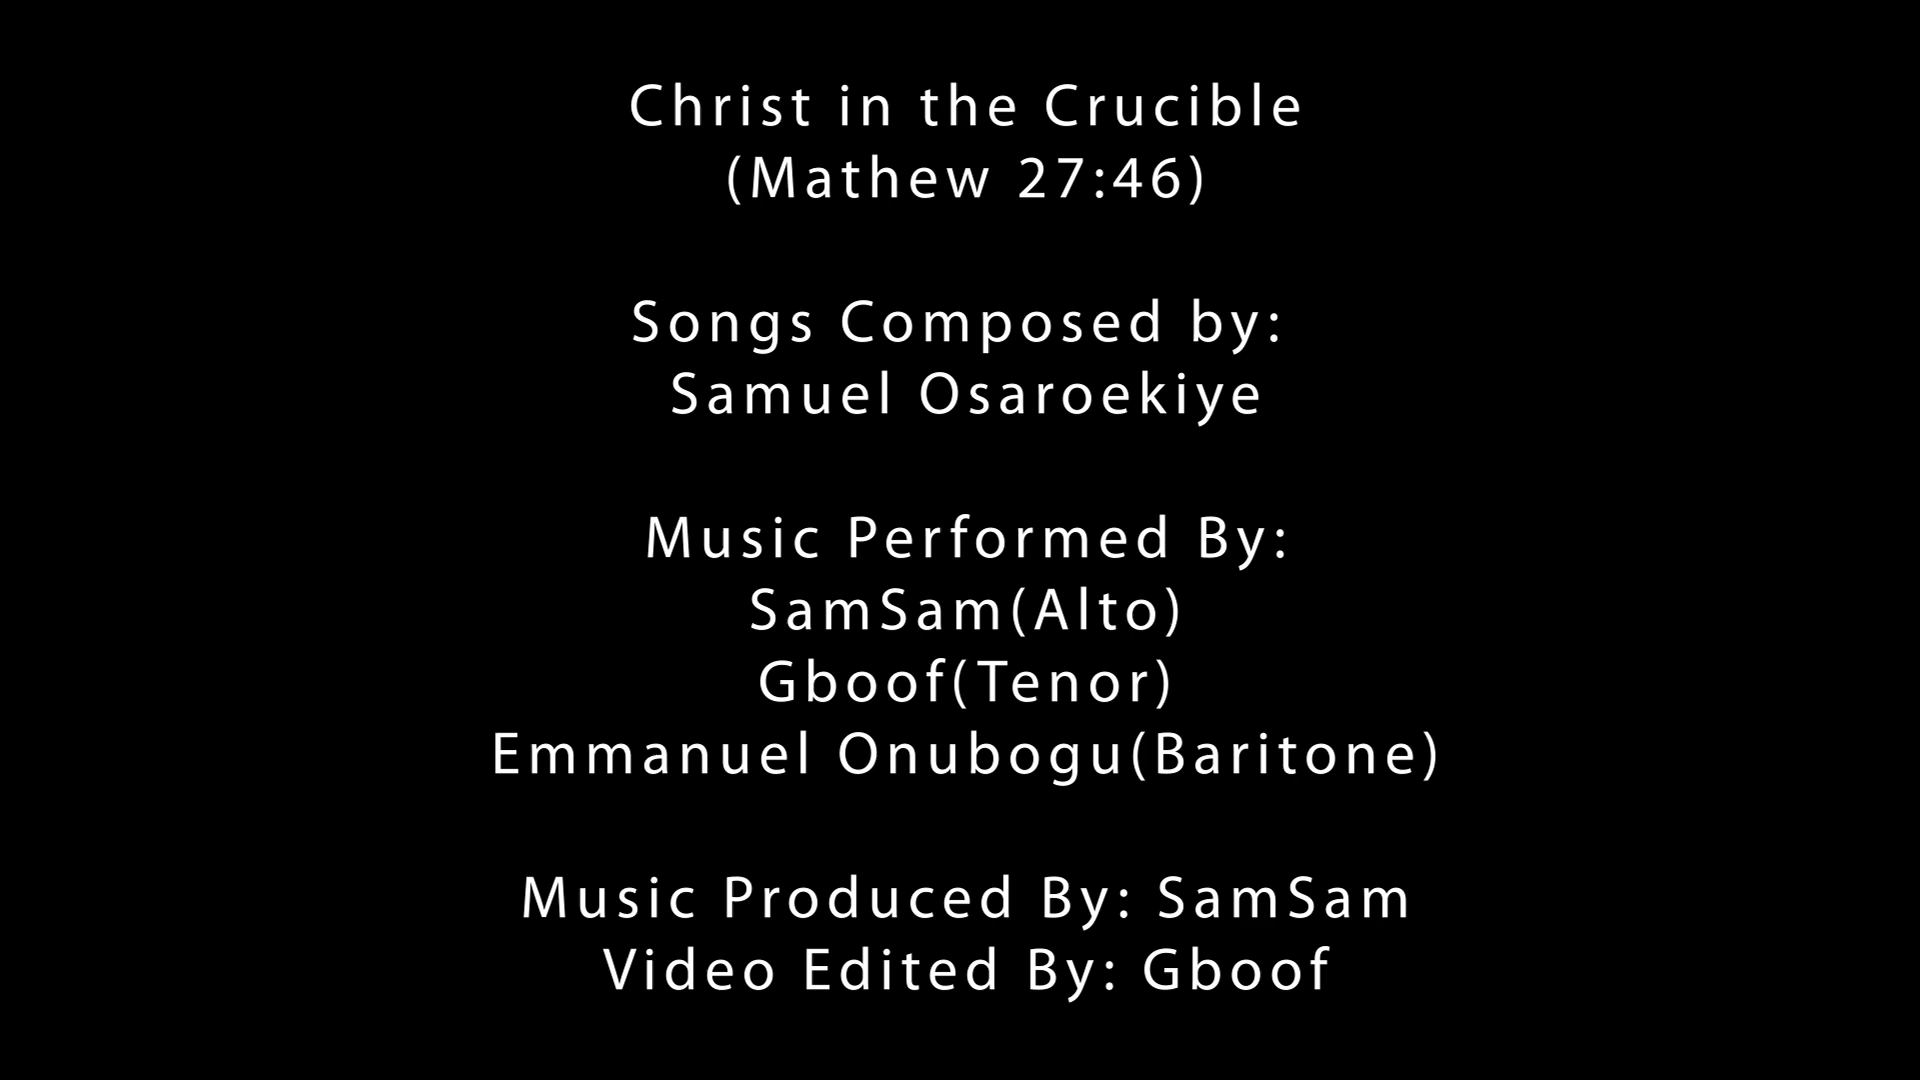 Christ in the Crucible
(Mathew 27:46)
Songs Composed by:
Samuel Osaroekiye
Music Performed By:
SamSam(Alto)
Gboof(Tenor)
Emmanuel Onubogu(Baritone)
Music Produced By: SamSam
Video Edited By: Gboof